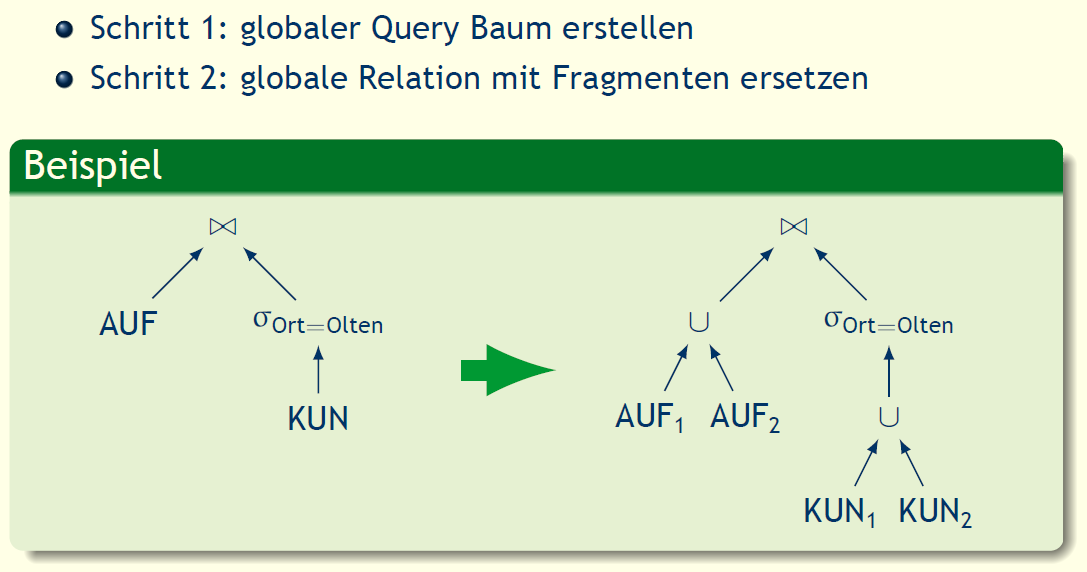 Schritt 1: globaler Query Baum erstellen
Schritt 2: globale Relation mit Fragmenten ersetzen
Beispiel
⋈ ⋈
AUF σOrt=Olten ∪ σOrt=Olten
KUN AUF₁ AUF₂ ∪
KUN₁ KUN₂